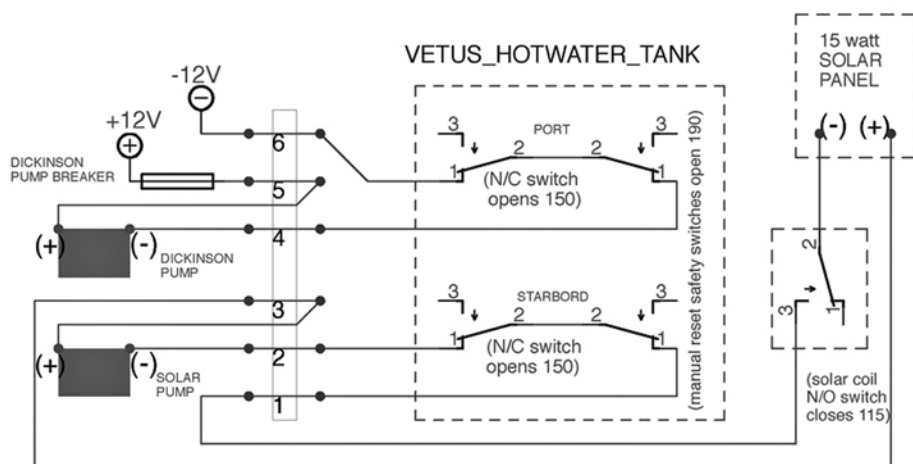 VETUS_HOTWATER_TANK
15 watt
SOLAR
PANEL
(-) (+)
-12V
+12V
DICKINSON
PUMP BREAKER
6
5
4
3
2
1
(+)
(-)
DICKINSON
PUMP
(+)
(-)
SOLAR
PUMP
3
PORT
3
1
2
2
1
(N/C switch
opens 150)
3
STARBORD
3
1
2
2
1
(N/C switch
opens 150)
(manual reset safety switches open 190)
2
3
1
(solar coil
N/O switch
closes 115)